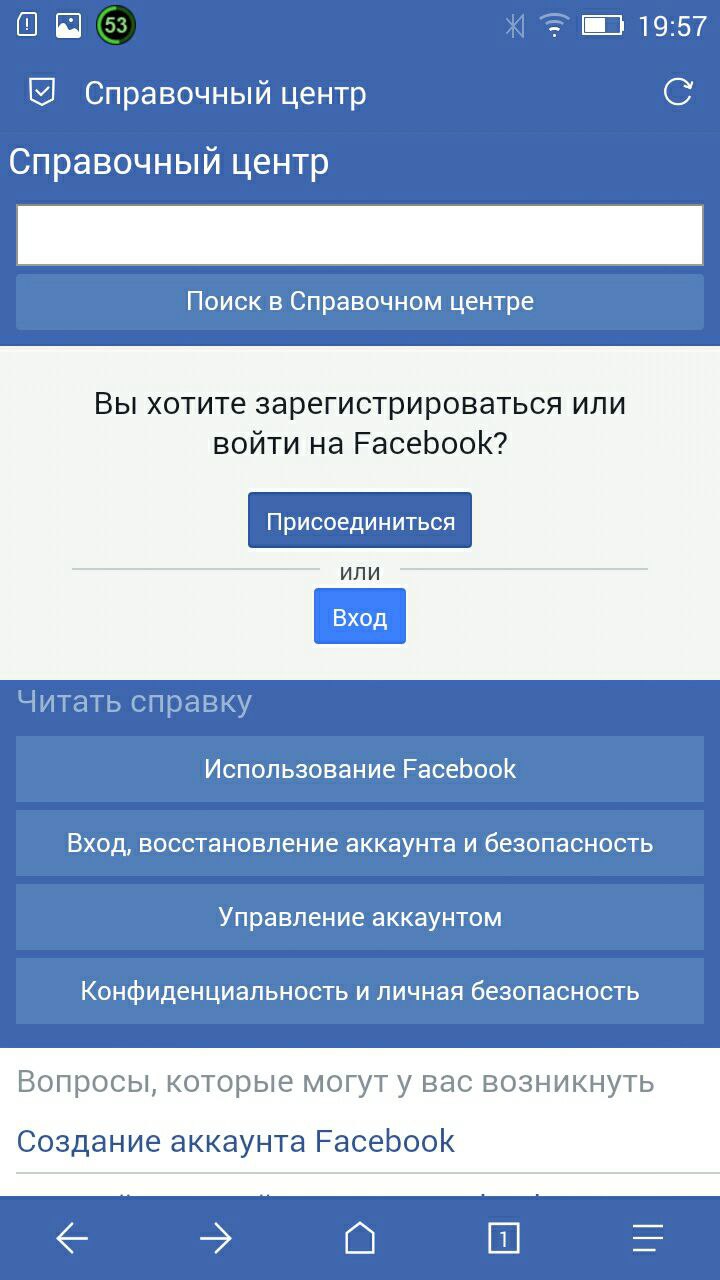 53
19:57
Справочный центр
Справочный центр
Поиск в Справочном центре
Вы хотите зарегистрироваться или
войти на Facebook?
Присоединиться
или
Вход
Читать справку
Использование Facebook
Вход, восстановление аккаунта и безопасность
Управление аккаунтом
Конфиденциальность и личная безопасность
Вопросы, которые могут у вас возникнуть
Создание аккаунта Facebook
1